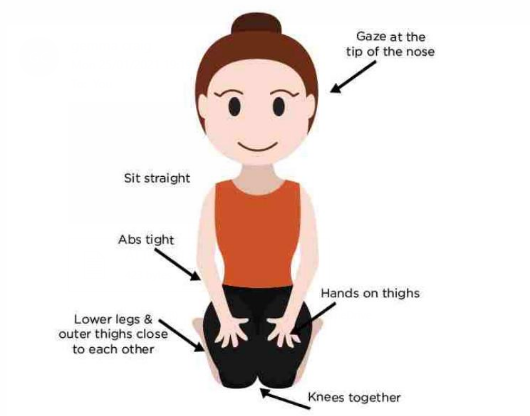 Gaze at the
tip of the nose
Sit straight
Abs tight
Hands on thighs
Lower legs &
outer thighs close
to each other
Knees together